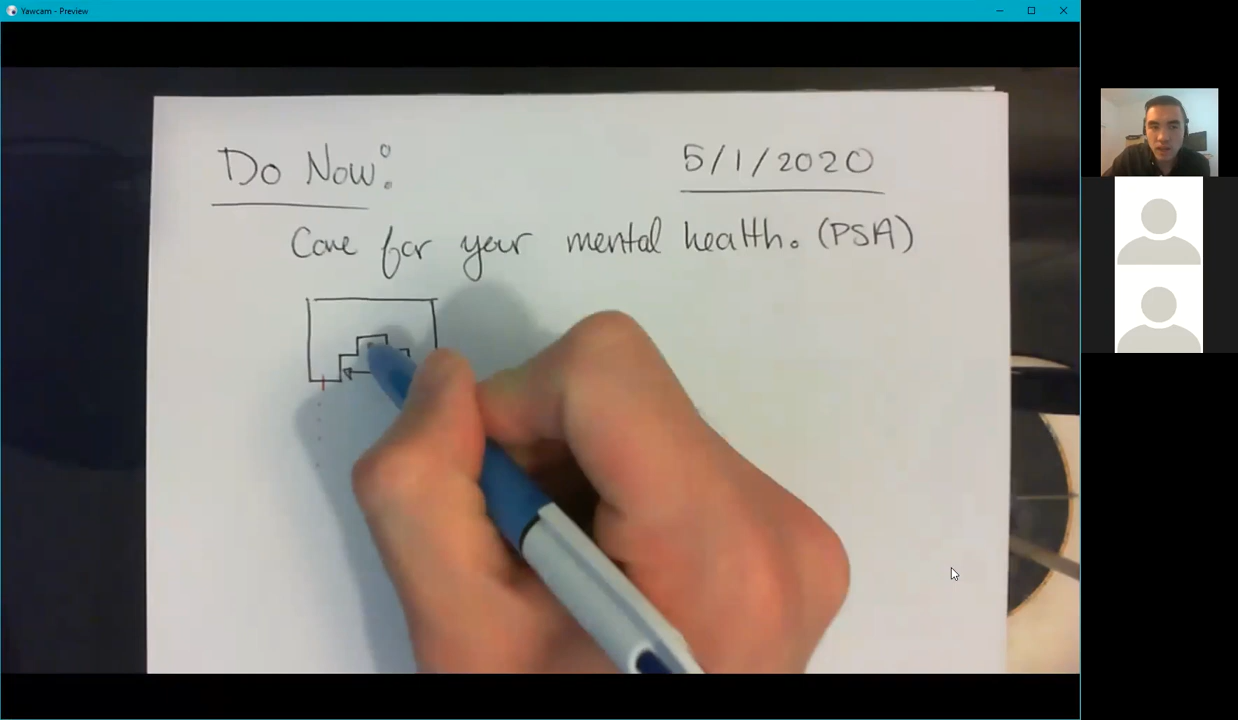 Yawcam - Preview
Do Now: 5/1/2020
Care for your mental health. (PSA)